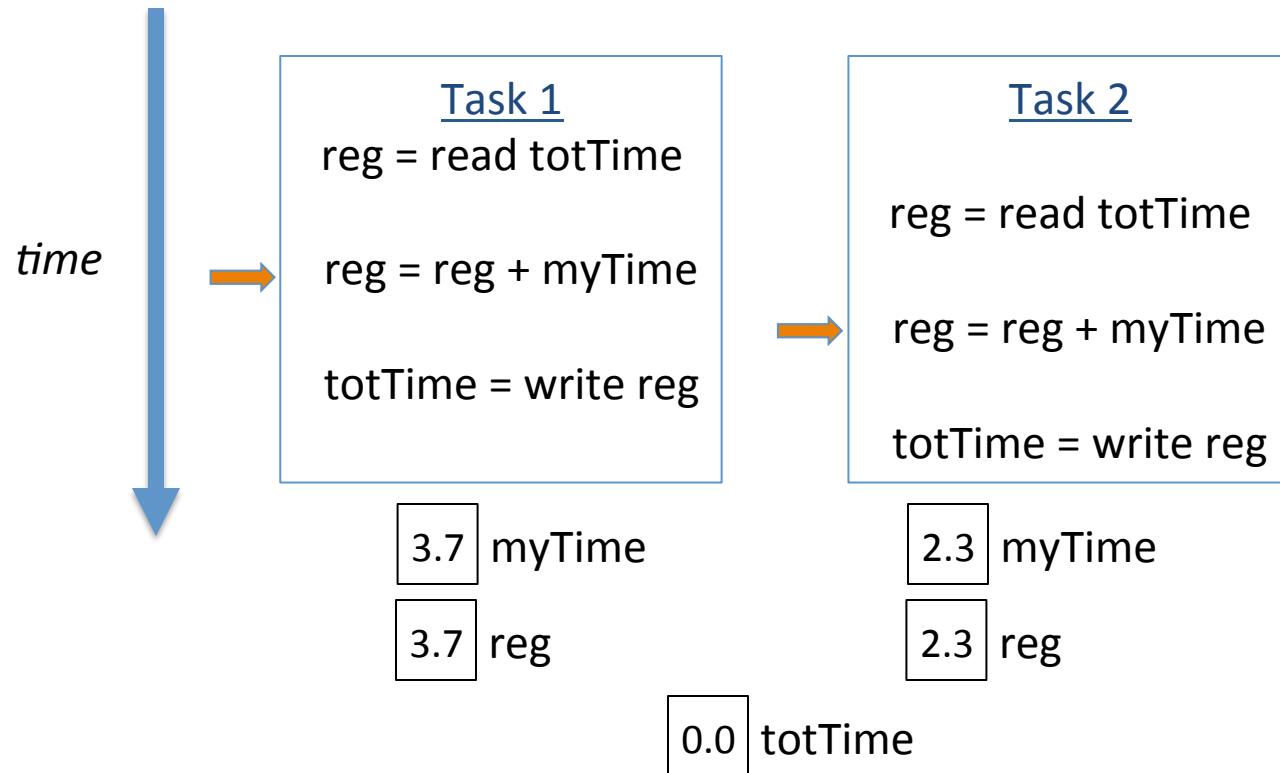 time
Task 1
reg = read totTime
reg = reg + myTime
totTime = write reg
Task 2
reg = read totTime
reg = reg + myTime
totTime = write reg
3.7 myTime
2.3 myTime
3.7 reg
2.3 reg
0.0 totTime